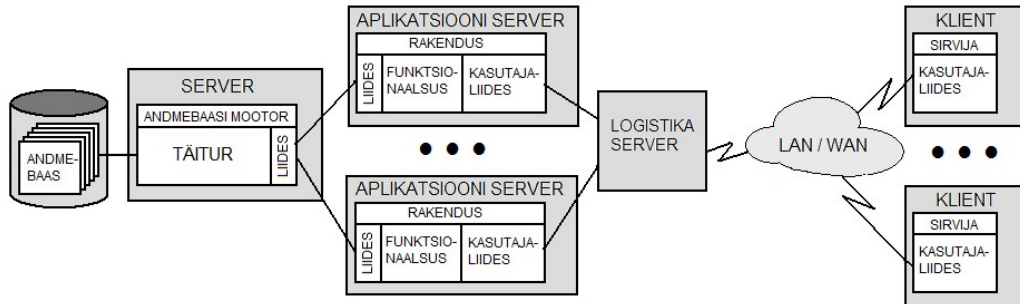 ANDME-
BAAS
SERVER
ANDMEBAASI MOOTOR
TÄITUR
LIIDES
APLIKATSIOONI SERVER
RAKENDUS
LIIDES
FUNKTSIO-
NAALSUS
KASUTAJA-
LIIDES
APLIKATSIOONI SERVER
RAKENDUS
LIIDES
FUNKTSIO-
NAALSUS
KASUTAJA-
LIIDES
LOGISTIKA
SERVER
LAN / WAN
KLIENT
SIRVIJA
KASUTAJA-
LIIDES
KLIENT
SIRVIJA
KASUTAJA-
LIIDES